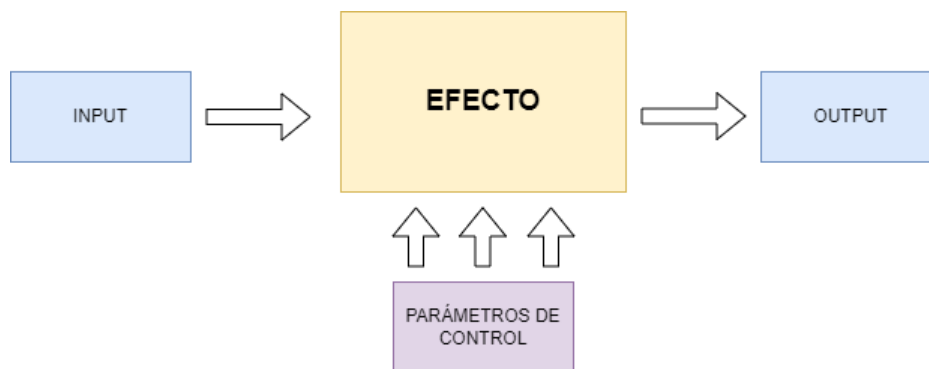 INPUT
EFECTO
OUTPUT
PARÁMETROS DE
CONTROL